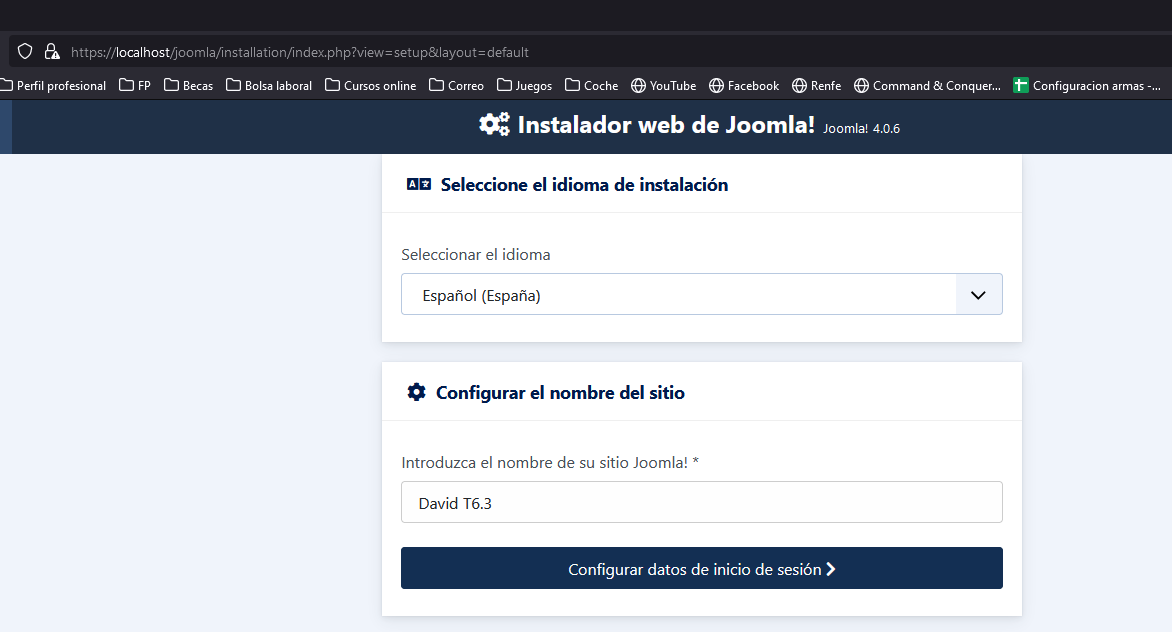 https://localhost/joomla/installation/index.php?view=setup&layout=default
Perfil profesional FP Becas Bolsa laboral Cursos online Correo Juegos Coche YouTube Facebook Renfe Command & Conquer... Configuracion armas -...
Instalador web de Joomla! Joomla! 4.0.6
Seleccione el idioma de instalación
Seleccionar el idioma
Español (España)
Configurar el nombre del sitio
Introduzca el nombre de su sitio Joomla! *
David T6.3
Configurar datos de inicio de sesión